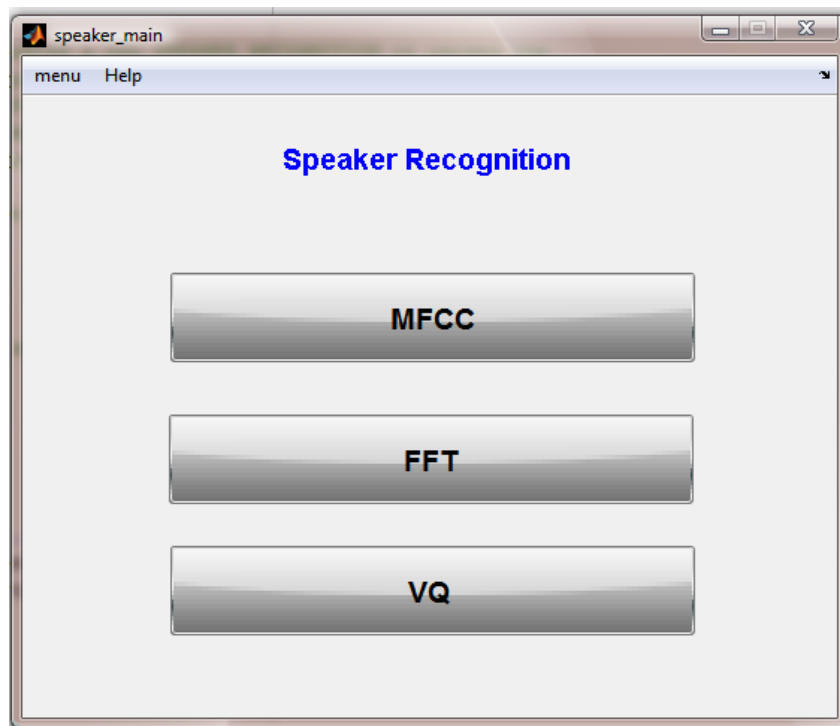 speaker_main
menu Help
Speaker Recognition
MFCC
FFT
VQ